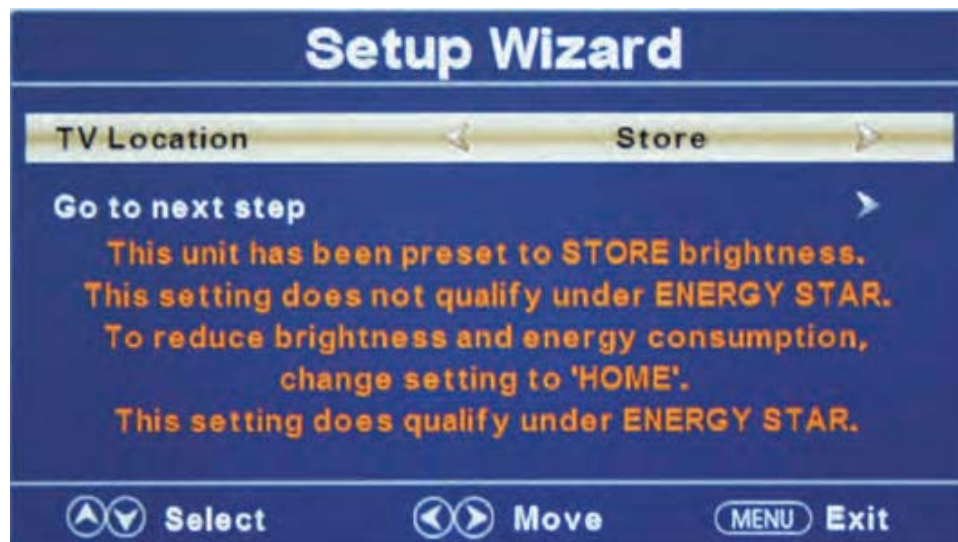 Setup Wizard
TV Location Store
Go to next step
This unit has been preset to STORE brightness.
This setting does not qualify under ENERGY STAR.
To reduce brightness and energy consumption,
change setting to 'HOME'.
This setting does qualify under ENERGY STAR.
Select Move MENU Exit